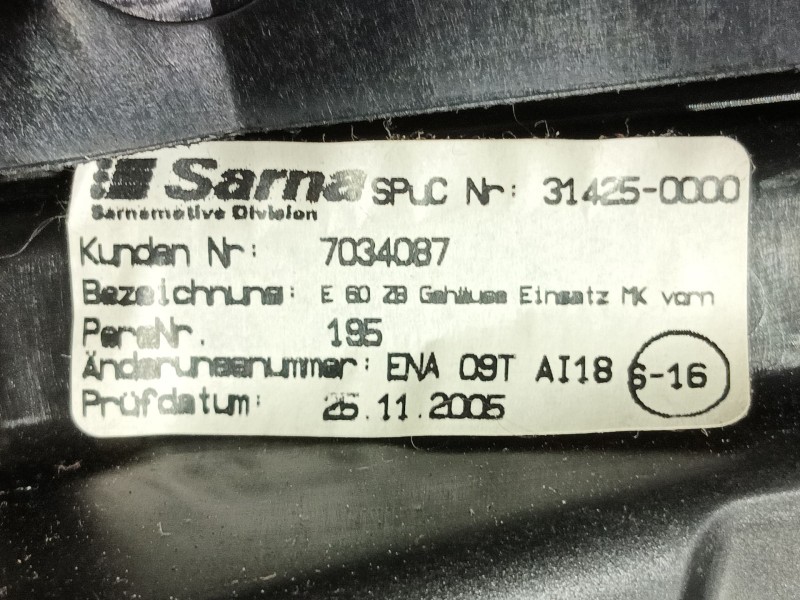 Sarna SPuC Nr: 31425-0000
Sarnamotive Division
Kunden Nr: 7034087
Bezeichnung: E 60 ZB Gehäuse Einsatz MK vorn
PersNr. 195
Änderungsnummer: ENA 09T AI18 6-16
Prüfdatum: 25.11.2005